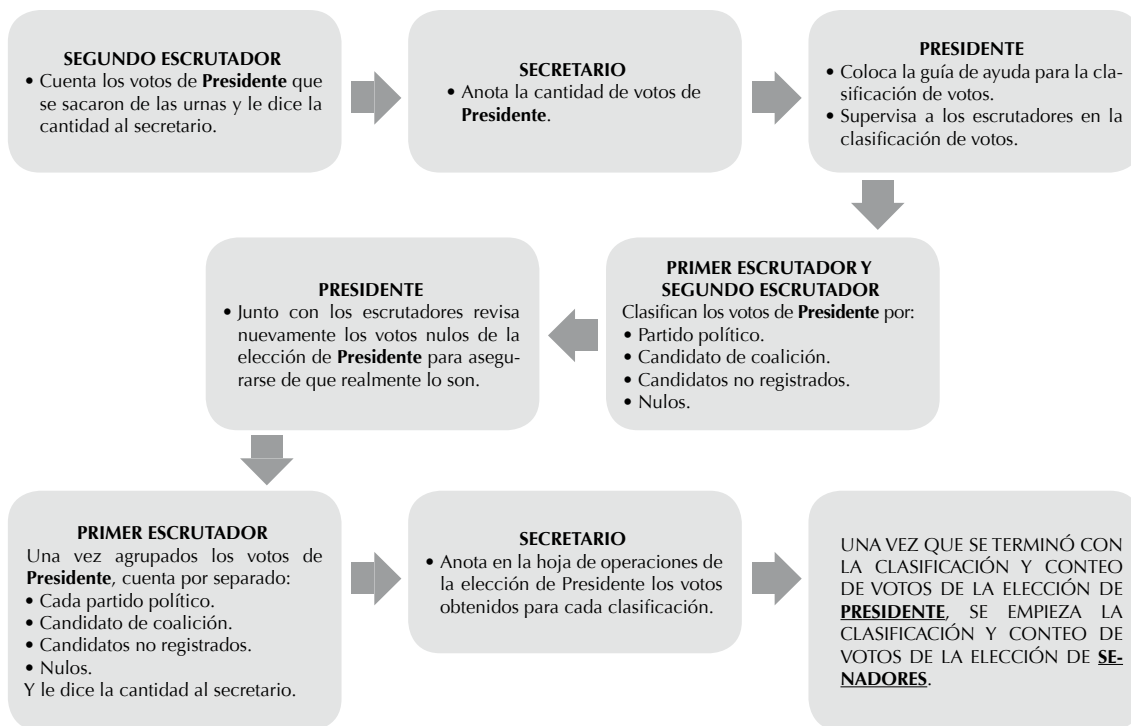 SEGUNDO ESCRUTADOR
• Cuenta los votos de Presidente que
se sacaron de las urnas y le dice la
cantidad al secretario.
SECRETARIO
• Anota la cantidad de votos de
Presidente.
PRESIDENTE
• Coloca la guía de ayuda para la cla-
sificación de votos.
• Supervisa a los escrutadores en la
clasificación de votos.
PRIMER ESCRUTADOR Y
SEGUNDO ESCRUTADOR
Clasifican los votos de Presidente por:
• Partido político.
• Candidato de coalición.
• Candidatos no registrados.
• Nulos.
PRESIDENTE
• Junto con los escrutadores revisa
nuevamente los votos nulos de la
elección de Presidente para asegu-
rarse de que realmente lo son.
PRIMER ESCRUTADOR
Una vez agrupados los votos de
Presidente, cuenta por separado:
• Cada partido político.
• Candidato de coalición.
• Candidatos no registrados.
• Nulos.
Y le dice la cantidad al secretario.
SECRETARIO
• Anota en la hoja de operaciones de
la elección de Presidente los votos
obtenidos para cada clasificación.
UNA VEZ QUE SE TERMINÓ CON
LA CLASIFICACIÓN Y CONTEO
DE VOTOS DE LA ELECCIÓN DE
PRESIDENTE, SE EMPIEZA LA
CLASIFICACIÓN Y CONTEO DE
VOTOS DE LA ELECCIÓN DE SE-
NADORES.